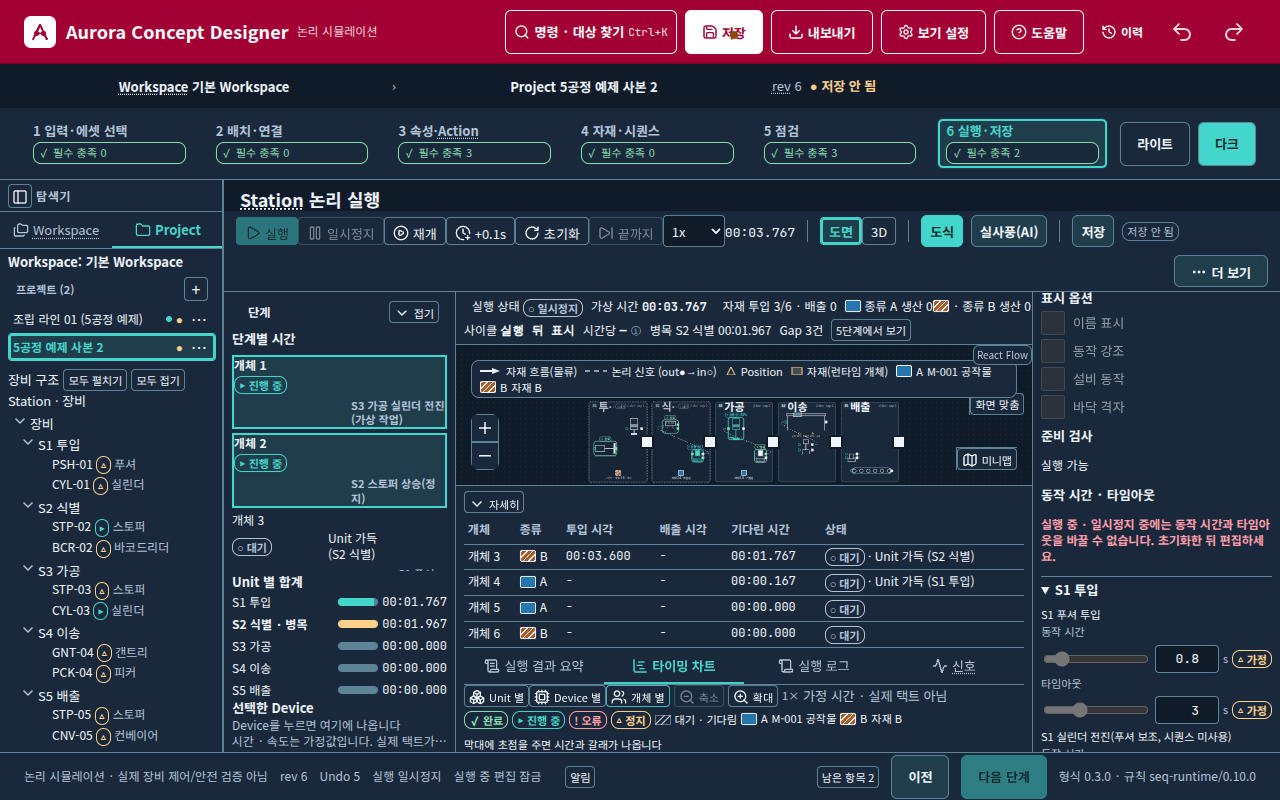 Aurora Concept Designer 논리 시뮬레이션
명령 · 대상 찾기 Ctrl+K
저장
내보내기
보기 설정
도움말
이력
Workspace 기본 Workspace › Project 5공정 예제 사본 2 rev 6 ● 저장 안 됨
1 입력·에셋 선택
✓ 필수 충족 0
2 배치·연결
✓ 필수 충족 0
3 속성·Action
✓ 필수 충족 3
4 자재·시퀀스
✓ 필수 충족 0
5 점검
✓ 필수 충족 3
6 실행·저장
✓ 필수 충족 2
라이트
다크
탐색기
Workspace
Project
Workspace: 기본 Workspace
프로젝트 (2)
+
조립 라인 01 (5공정 예제) ● ● ···
5공정 예제 사본 2 ● ···
장비 구조 모두 펼치기 모두 접기
Station · 장비
장비
S1 투입
PSH-01 푸셔
CYL-01 실린더
S2 식별
STP-02 스토퍼
BCR-02 바코드리더
S3 가공
STP-03 스토퍼
CYL-03 실린더
S4 이송
GNT-04 갠트리
PCK-04 피커
S5 배출
STP-05 스토퍼
CNV-05 컨베이어
Station 논리 실행
실행
일시정지
재개
+0.1s
초기화
끝까지
1x
00:03.767
도면
3D
도식
실사풍(AI)
저장
저장 안 됨
··· 더 보기
단계
접기
단계별 시간
개체 1
▸ 진행 중
S3 가공 실린더 전진
(가상 작업)
개체 2
▸ 진행 중
S2 스토퍼 상승(정
지)
개체 3
○ 대기
Unit 가득
(S2 식별)
Unit 별 합계
S1 투입 00:01.767
S2 식별 · 병목 00:01.967
S3 가공 00:00.000
S4 이송 00:00.000
S5 배출 00:00.000
선택한 Device
Device를 누르면 여기에 나옵니다
시간 · 속도는 가정값입니다. 실제 택트가···
실행 상태 ○ 일시정지 가상 시간 00:03.767 자재 투입 3/6 · 배출 0 종류 A 생산 0 · 종류 B 생산 0
사이클 실행 뒤 표시 시간당 – ⓘ 병목 S2 식별 00:01.967 Gap 3건 5단계에서 보기
React Flow
자재 흐름(물류) 논리 신호 (out●→in○) △ Position 자재(런타임 개체) A M-001 공작물
B 자재 B
화면 맞춤
+
−
투
식
가공
이송
배출
미니맵
자세히
개체 종류 투입 시간 배출 시간 기다린 시간 상태
개체 3 B 00:03.600 - 00:01.767 ○ 대기 · Unit 가득 (S2 식별)
개체 4 A - - 00:00.167 ○ 대기 · Unit 가득 (S1 투입)
개체 5 A - - 00:00.000 ○ 대기
개체 6 B - - 00:00.000 ○ 대기
실행 결과 요약
타이밍 차트
실행 로그
신호
Unit 별
Device 별
개체 별
축소
확대
1× 가정 시간 · 실제 택트 아님
✓ 완료 ▸ 진행 중 ! 오류 △ 정지 대기 · 기다림 A M-001 공작물 B 자재 B
막대에 초점을 주면 시간과 갈래가 나옵니다
표시 옵션
이름 표시
동작 강조
설비 동작
바닥 격자
준비 검사
실행 가능
동작 시간 · 타임아웃
실행 중 · 일시정지 중에는 동작 시간과 타임아
웃을 바꿀 수 없습니다. 초기화한 뒤 편집하세
요.
▼ S1 투입
S1 푸셔 투입
동작 시간
0.8 s △ 가정
타임아웃
3 s △ 가정
S1 실린더 전진(푸셔 보조, 시퀀스 미사용)
논리 시뮬레이션 · 실제 장비 제어/안전 검증 아님 rev 6 Undo 5 실행 일시정지 실행 중 편집 잠금 알림
남은 항목 2
이전
다음 단계
형식 0.3.0 · 규칙 seq-runtime/0.10.0